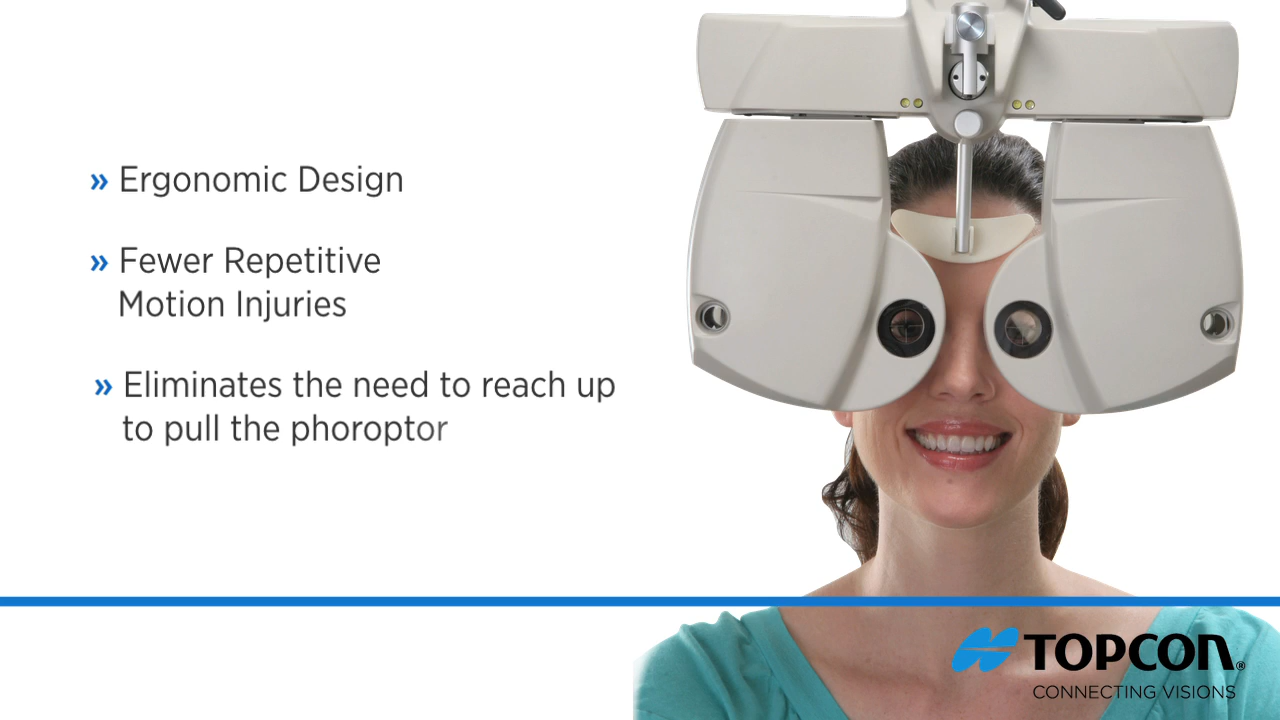 » Ergonomic Design
» Fewer Repetitive
Motion Injuries
» Eliminates the need to reach up
to pull the phoroptor
TOPCON®
CONNECTING VISIONS